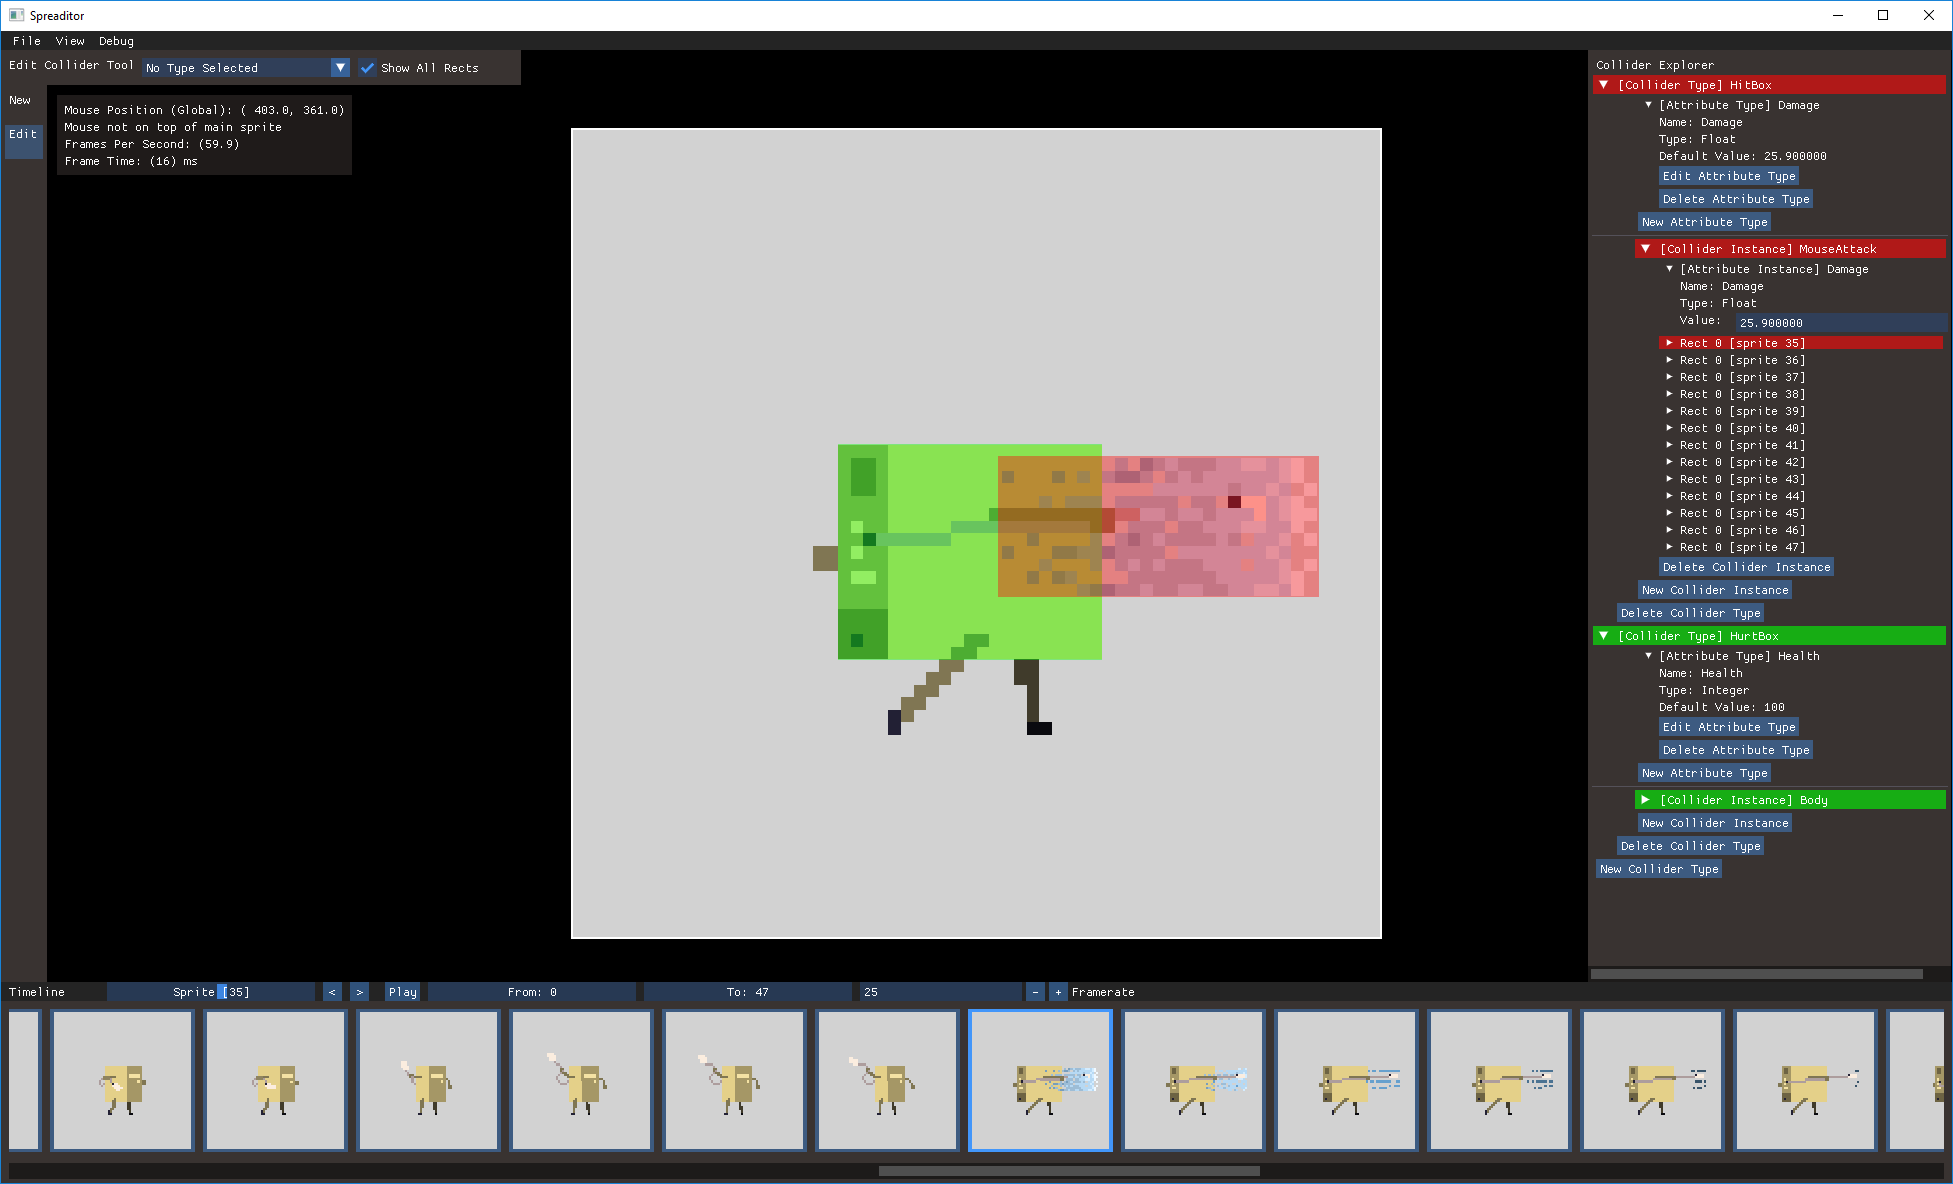 Spreaditor
File View Debug
Edit Collider Tool No Type Selected Show All Rects
New
Edit
Mouse Position (Global): ( 403.0, 361.0)
Mouse not on top of main sprite
Frames Per Second: (59.9)
Frame Time: (16) ms
Collider Explorer
[Collider Type] HitBox
[Attribute Type] Damage
Name: Damage
Type: Float
Default Value: 25.900000
Edit Attribute Type
Delete Attribute Type
New Attribute Type
[Collider Instance] MouseAttack
[Attribute Instance] Damage
Name: Damage
Type: Float
Value: 25.900000
Rect 0 [sprite 35]
Rect 0 [sprite 36]
Rect 0 [sprite 37]
Rect 0 [sprite 38]
Rect 0 [sprite 39]
Rect 0 [sprite 40]
Rect 0 [sprite 41]
Rect 0 [sprite 42]
Rect 0 [sprite 43]
Rect 0 [sprite 44]
Rect 0 [sprite 45]
Rect 0 [sprite 46]
Rect 0 [sprite 47]
Delete Collider Instance
New Collider Instance
Delete Collider Type
[Collider Type] HurtBox
[Attribute Type] Health
Name: Health
Type: Integer
Default Value: 100
Edit Attribute Type
Delete Attribute Type
New Attribute Type
[Collider Instance] Body
New Collider Instance
Delete Collider Type
New Collider Type
Timeline Sprite [35] < > Play From: 0 To: 47 25 - + Framerate